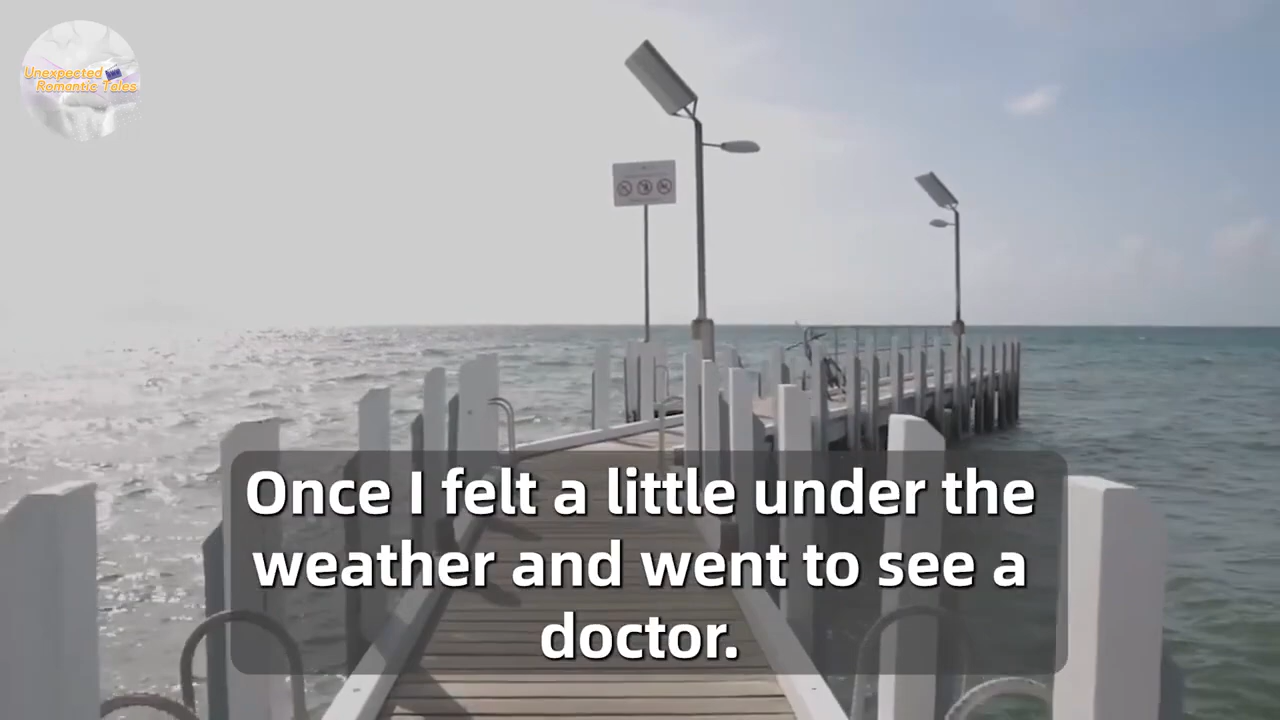 Unexpected
Romantic Tales
Once I felt a little under the
weather and went to see a
doctor.